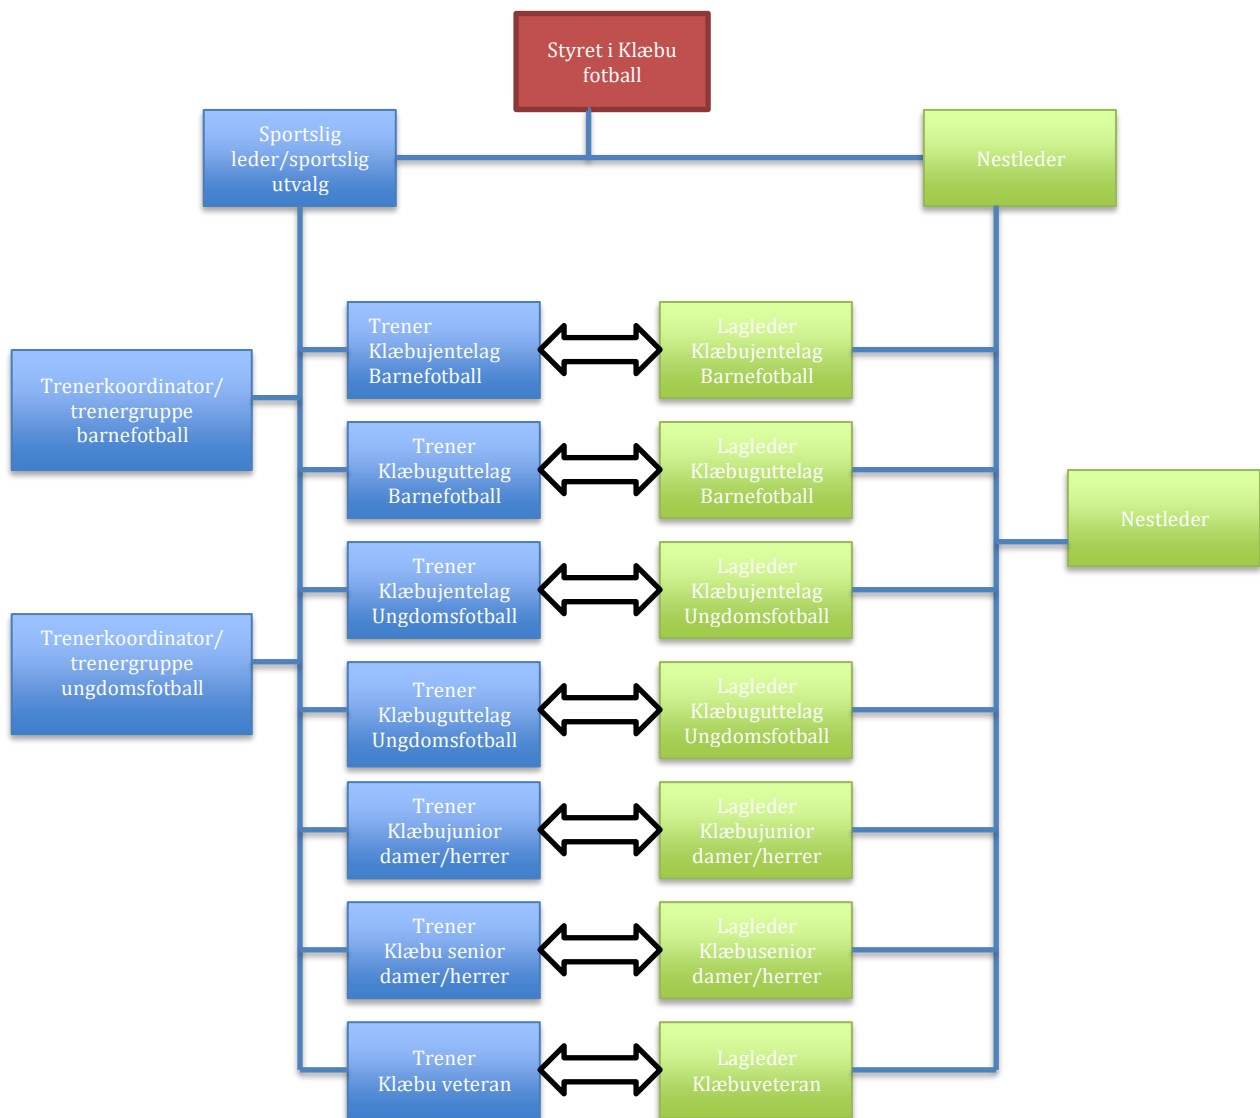 Styret i Klæbu
fotball
Sportslig
leder/sportslig
utvalg
Nestleder
Trener
Klæbujentelag
Barnefotball
Lagleder
Klæbujentelag
Barnefotball
Trenerkoordinator/
trenergruppe
barnefotball
Trener
Klæbuguttelag
Barnefotball
Lagleder
Klæbuguttelag
Barnefotball
Nestleder
Trener
Klæbujentelag
Ungdomsfotball
Lagleder
Klæbujentelag
Ungdomsfotball
Trenerkoordinator/
trenergruppe
ungdomsfotball
Trener
Klæbuguttelag
Ungdomsfotball
Lagleder
Klæbuguttelag
Ungdomsfotball
Trener
Klæbujunior
damer/herrer
Lagleder
Klæbujunior
damer/herrer
Trener
Klæbu senior
damer/herrer
Lagleder
Klæbusenior
damer/herrer
Trener
Klæbu veteran
Lagleder
Klæbuveteran